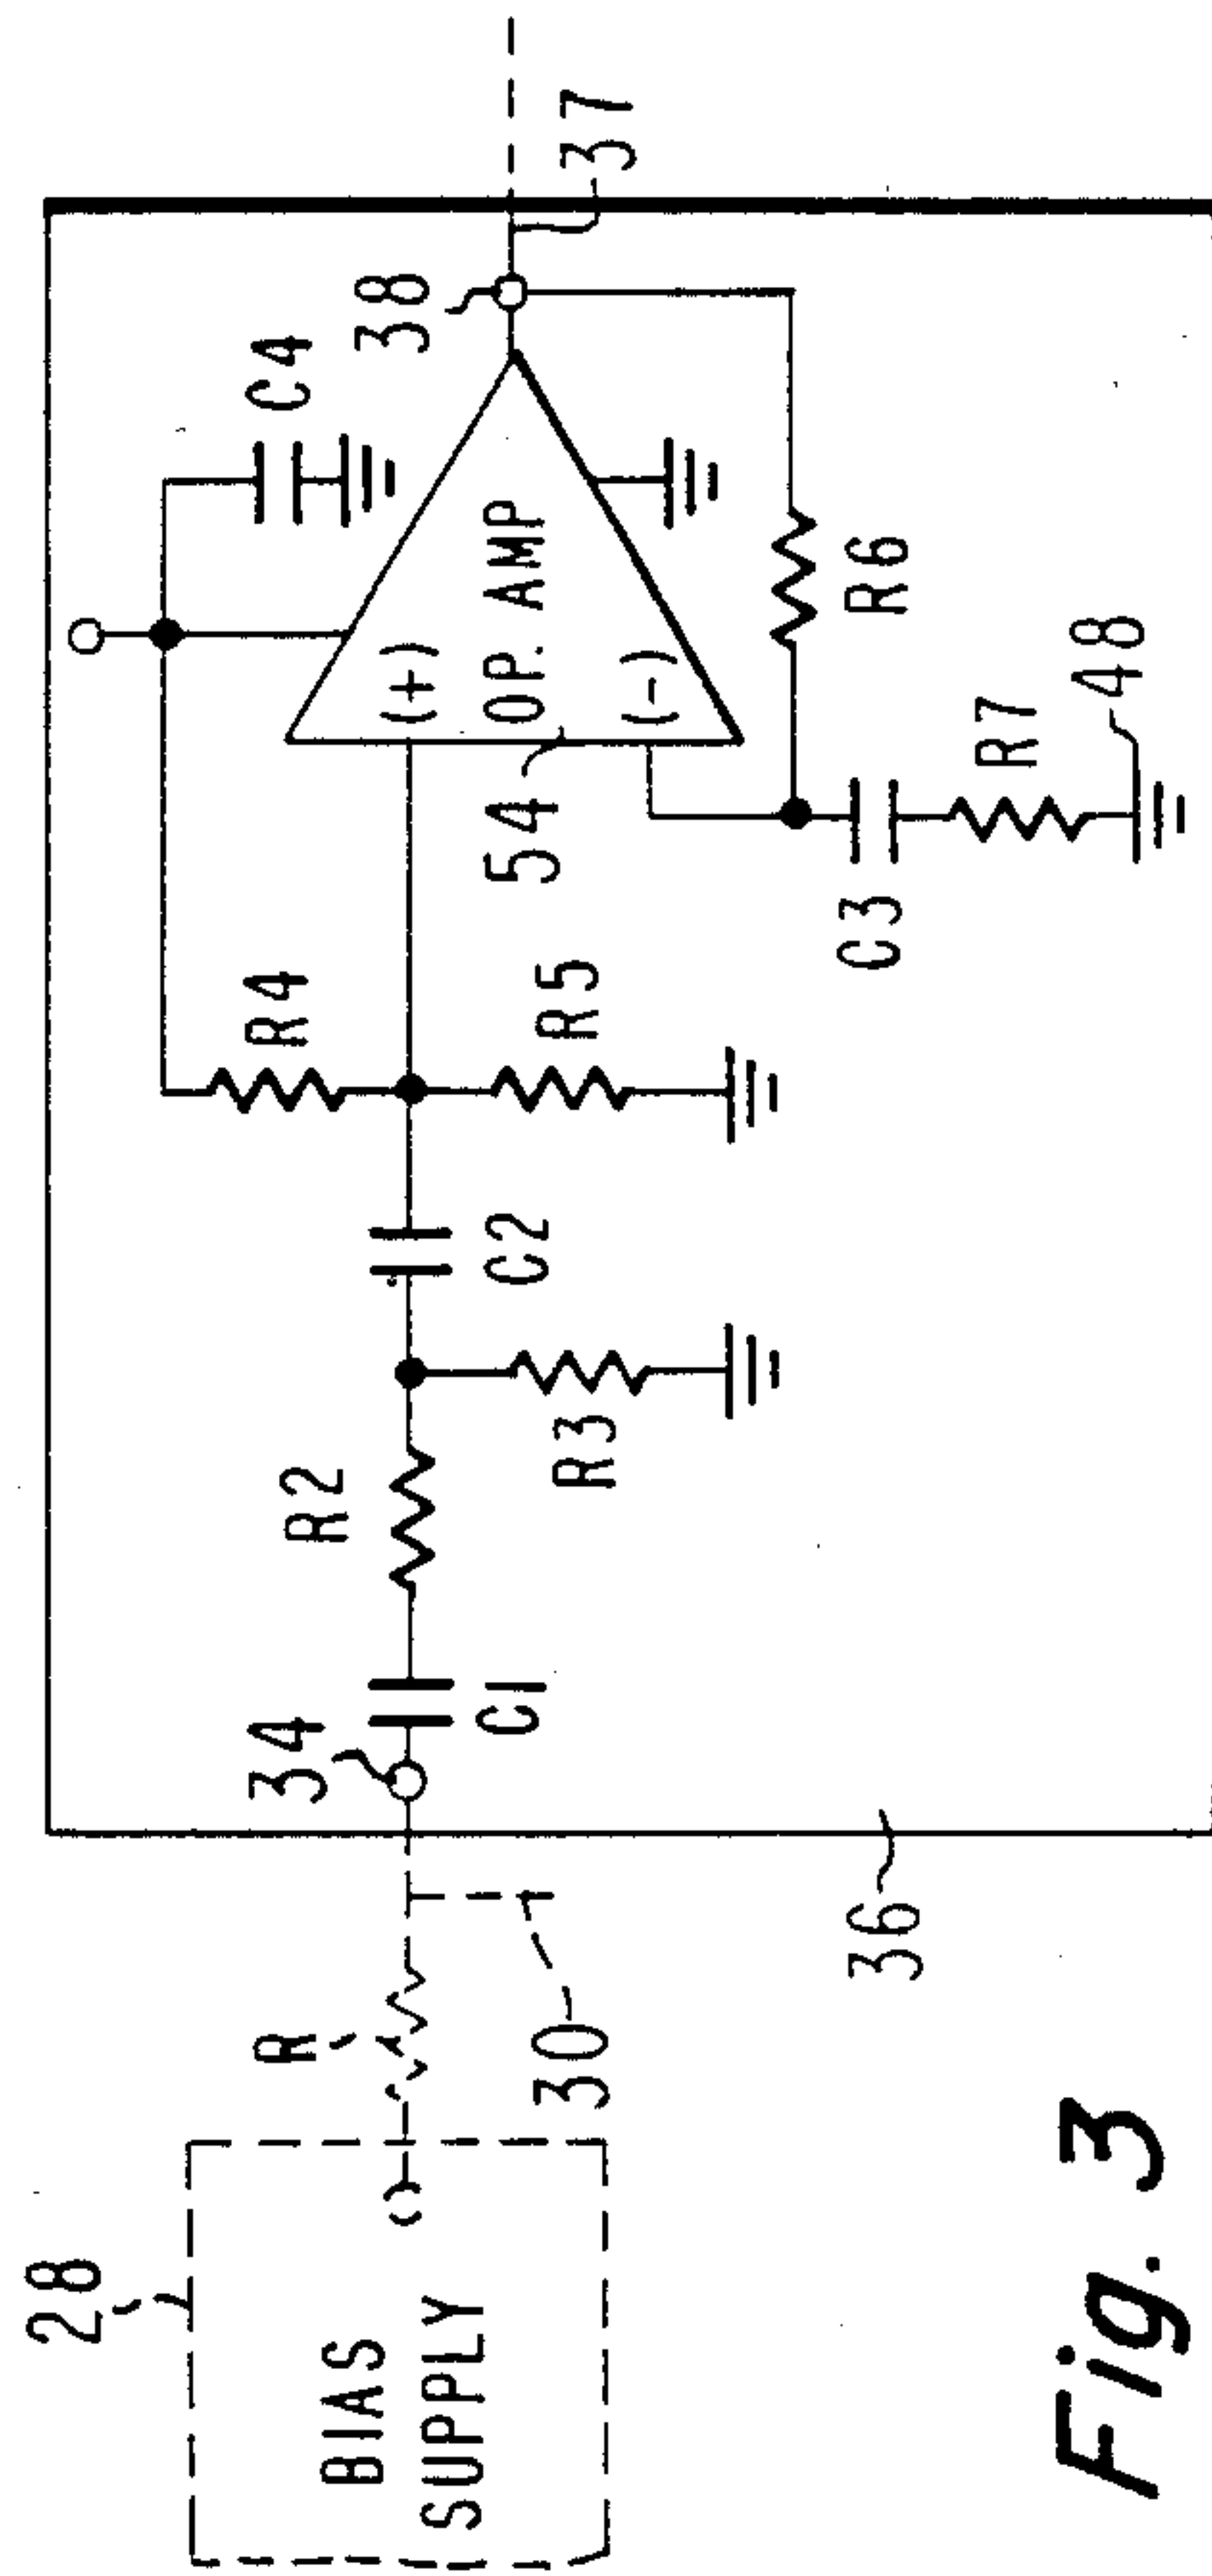 28
BIAS
SUPPLY
R
30
34
C1
R2
R3
C2
R4
R5
54
(+)
OP. AMP
(-)
C4
38
37
R6
C3
R7
48
36
Fig. 3